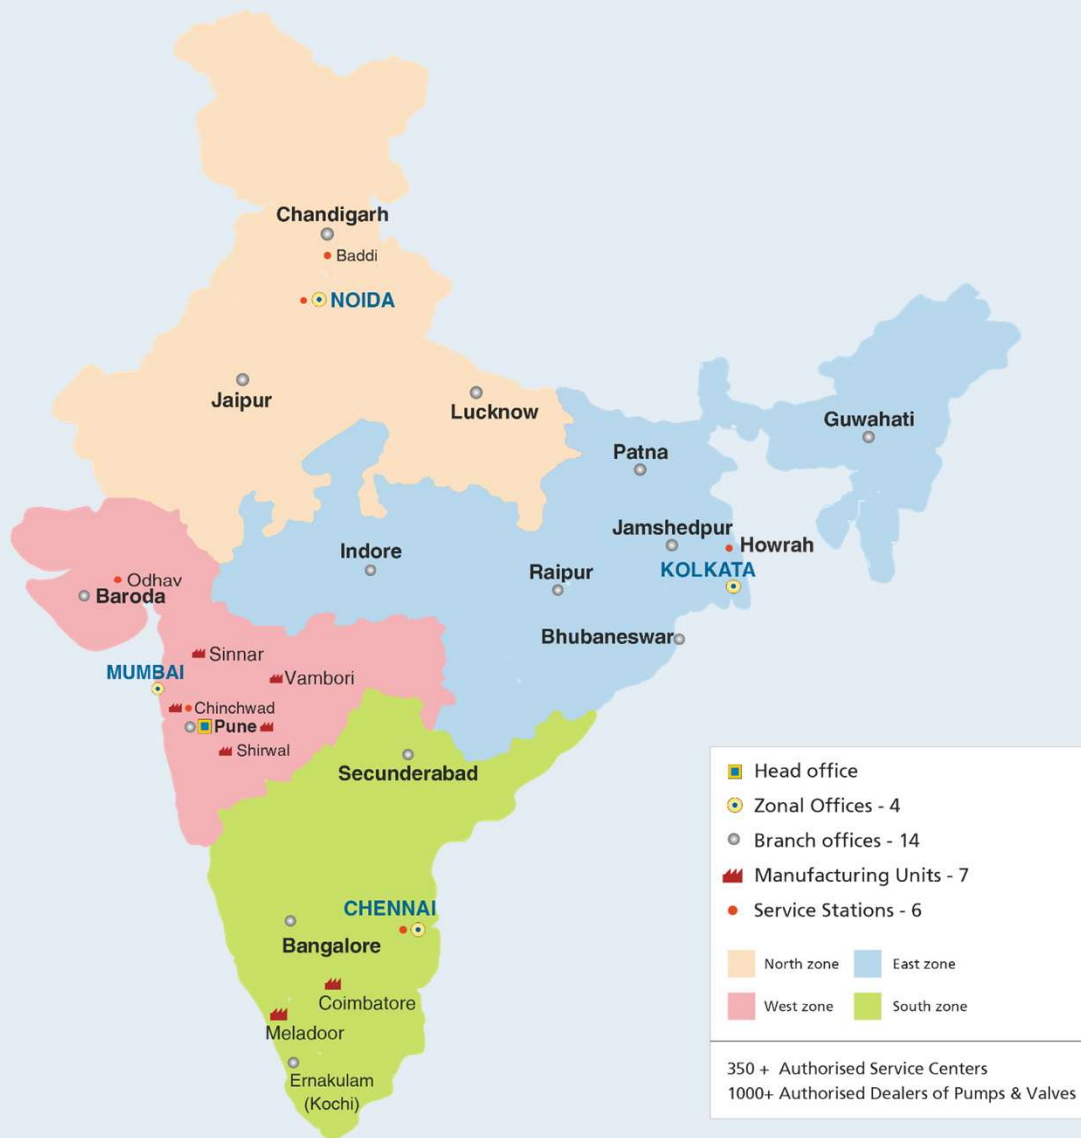 Chandigarh
Baddi
NOIDA
Jaipur
Lucknow
Guwahati
Patna
Jamshedpur
Howrah
Indore
KOLKATA
Raipur
Odhav
Baroda
Bhubaneswar
Sinnar
MUMBAI
Vambori
Chinchwad
Pune
Shirwal
Secunderabad
CHENNAI
Bangalore
Coimbatore
Meladoor
Ernakulam
(Kochi)
Head office
Zonal Offices - 4
Branch offices - 14
Manufacturing Units - 7
Service Stations - 6
North zone East zone
West zone South zone
350 + Authorised Service Centers
1000+ Authorised Dealers of Pumps & Valves